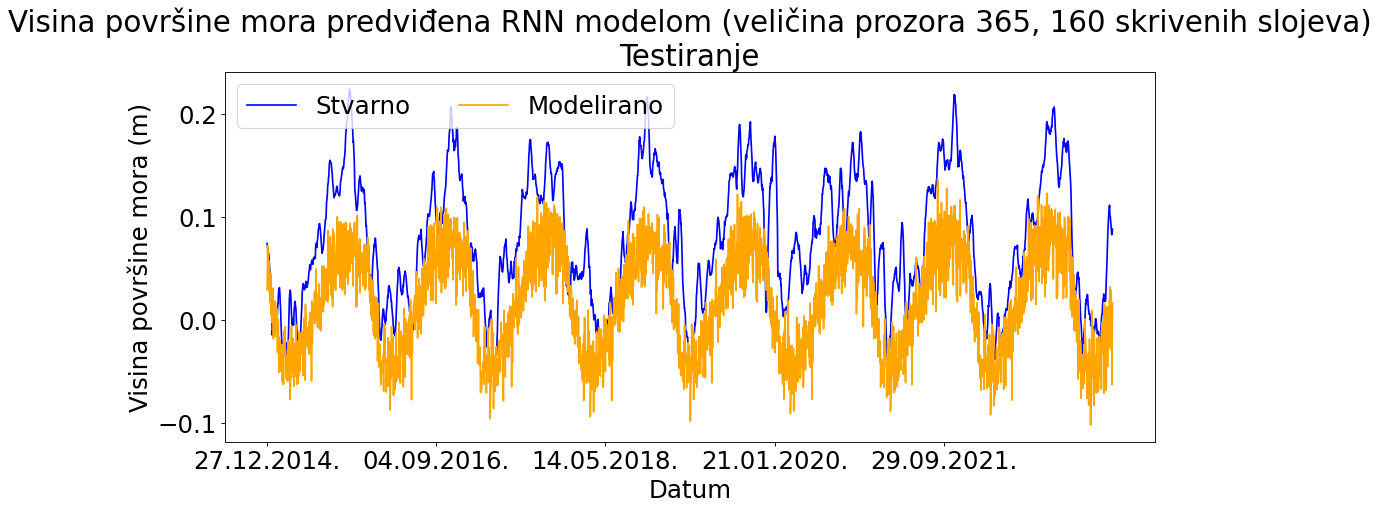 Visina površine mora predviđena RNN modelom (veličina prozora 365, 160 skrivenih slojeva)
Testiranje
Stvarno
Modelirano
Visina površine mora (m)
0.2
0.1
0.0
−0.1
27.12.2014.
04.09.2016.
14.05.2018.
21.01.2020.
29.09.2021.
Datum